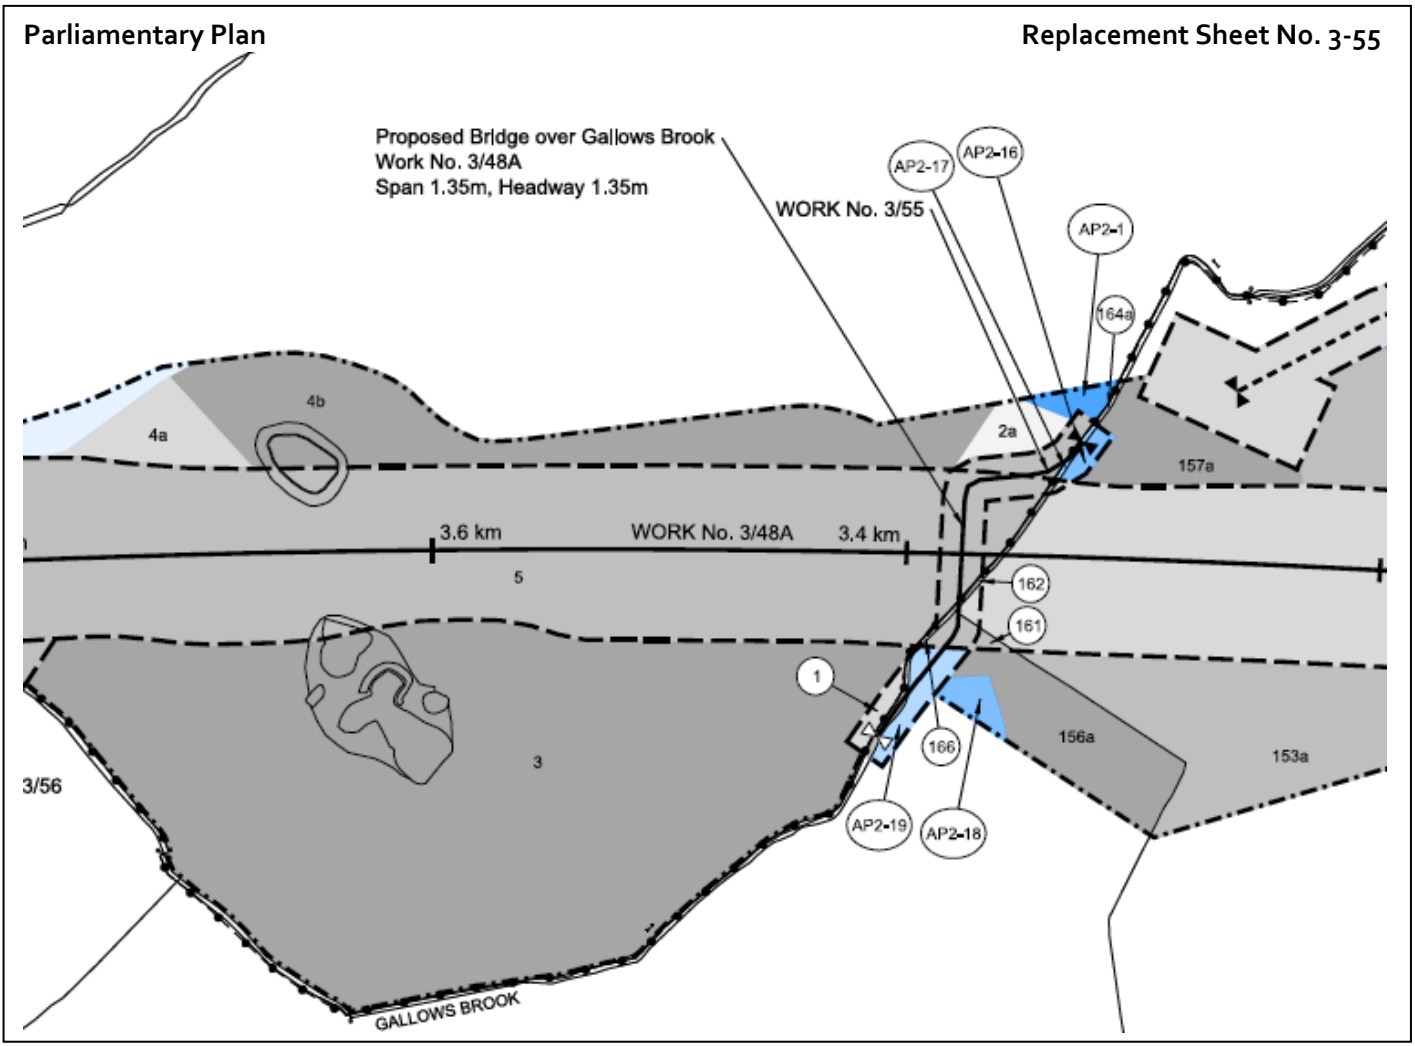 Parliamentary Plan
Replacement Sheet No. 3-55
Proposed Bridge over Gallows Brook
Work No. 3/48A
Span 1.35m, Headway 1.35m
AP2-17
AP2-16
WORK No. 3/55
AP2-1
164a
4b
4a
2a
157a
3.6 km
WORK No. 3/48A
3.4 km
5
162
161
1
166
156a
153a
3
3/56
AP2-19
AP2-18
GALLOWS BROOK